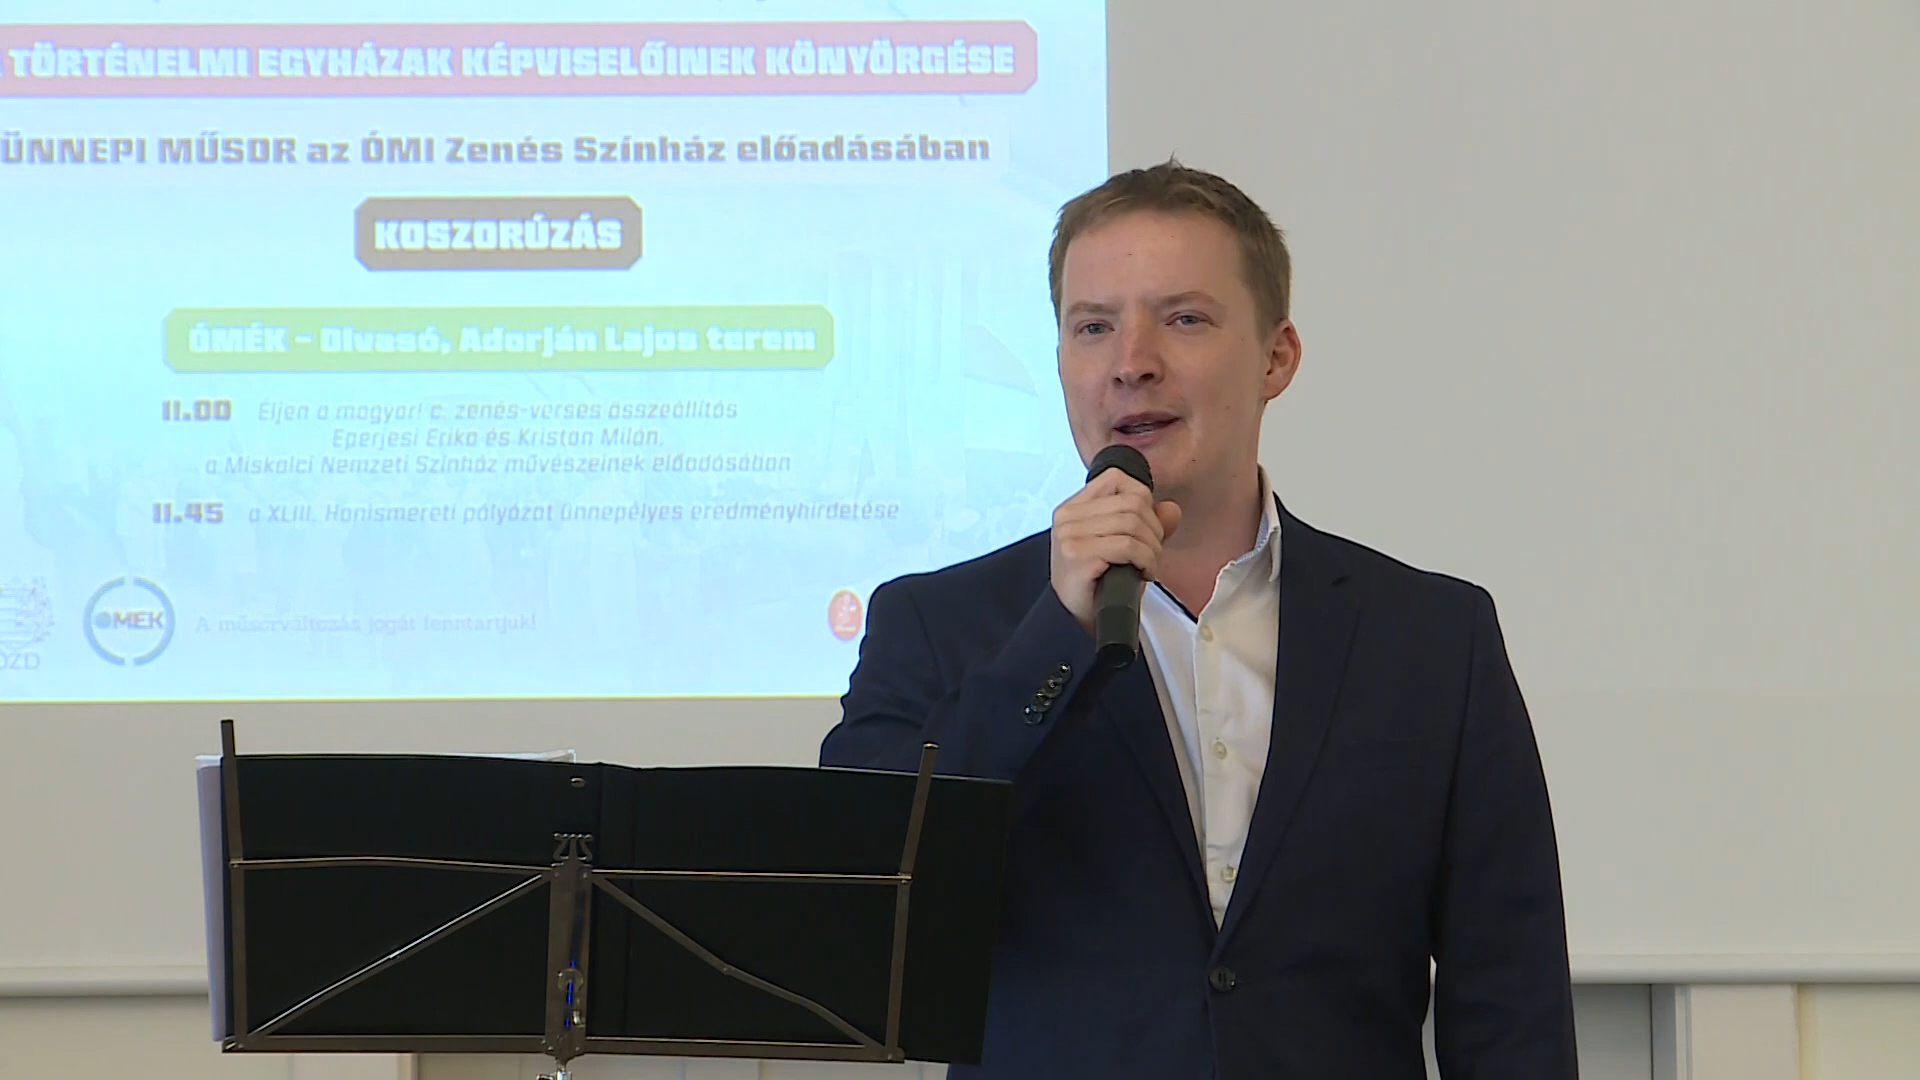 TÖRTÉNELMI EGYHÁZAK KÉPVISELŐINEK KÖNYÖRGÉSE
ÜNNEPI MŰSOR az ÓMI Zenés Színház előadásában
KOSZORÚZÁS
ÓMÉK - Olvasó, Adorján Lajos terem
11.00 Éljen a magyar! c. zenés-verses összeállítás
Eperjesi Erika és Kristan Milán,
a Miskolci Nemzeti Színház művészeinek előadásában
11.45 a XLIII. Honismereti pályázat ünnepélyes eredményhirdetése
ÓZD
OMEK A műsorváltozás jogát fenntartjuk!